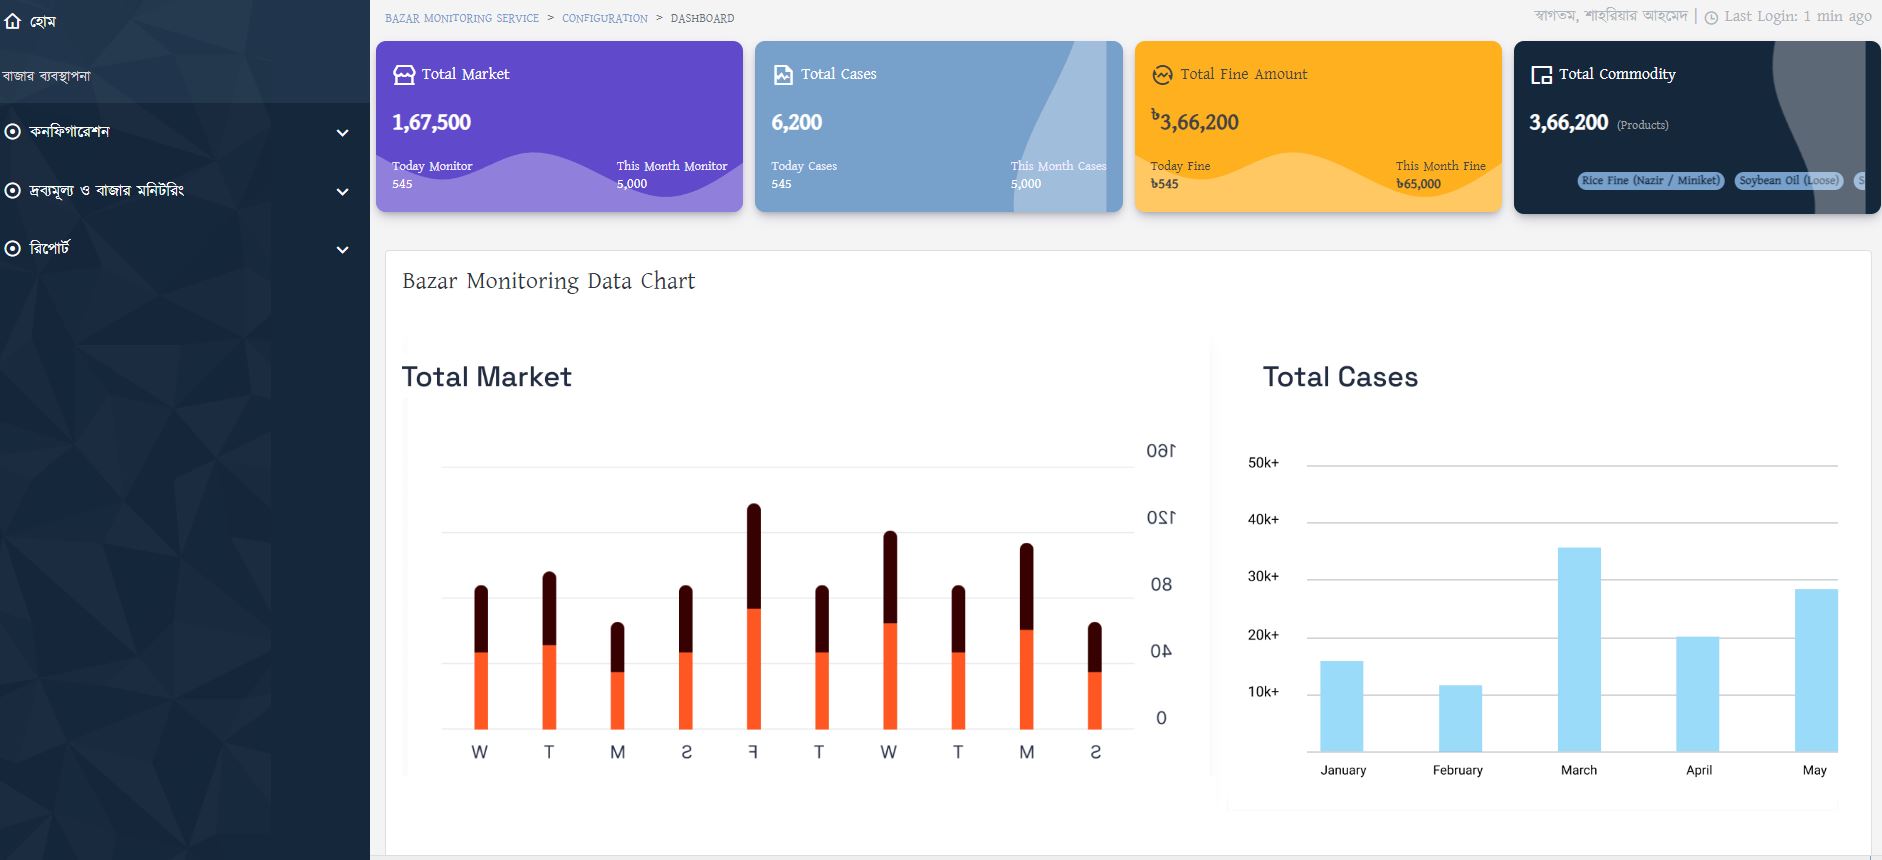 হোম
বাজার ব্যবস্থাপনা
কনফিগারেশন
দ্রব্যমূল্য ও বাজার মনিটরিং
রিপোর্ট
BAZAR MONITORING SERVICE > CONFIGURATION > DASHBOARD
স্বাগতম, শাহরিয়ার আহমেদ | Last Login: 1 min ago
Total Market
1,67,500
Today Monitor This Month Monitor
545 5,000
Total Cases
6,200
Today Cases This Month Cases
545 5,000
Total Fine Amount
৳3,66,200
Today Fine This Month Fine
৳545 ৳65,000
Total Commodity
3,66,200 (Products)
Rice Fine (Nazir / Miniket) Soybean Oil (Loose) S
Bazar Monitoring Data Chart
Total Market
160
120
80
40
0
W T M S F T W T M S
Total Cases
50k+
40k+
30k+
20k+
10k+
January February March April May